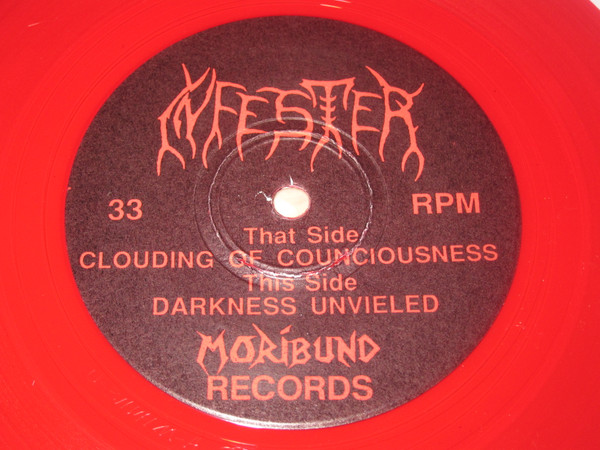 INFESTER
33 RPM
That Side
CLOUDING OF COUNCIOUSNESS
This Side
DARKNESS UNVIELED
MORiBUND
RECORDS